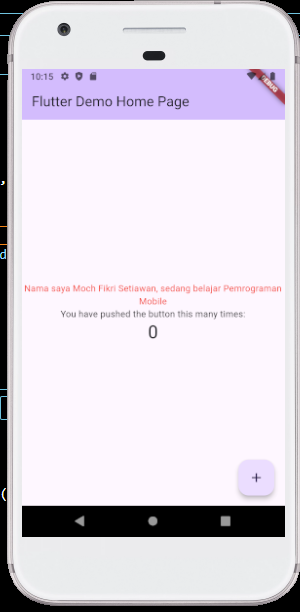 10:15
DEBUG
Flutter Demo Home Page
Nama saya Moch Fikri Setiawan, sedang belajar Pemrograman
Mobile
You have pushed the button this many times:
0
+